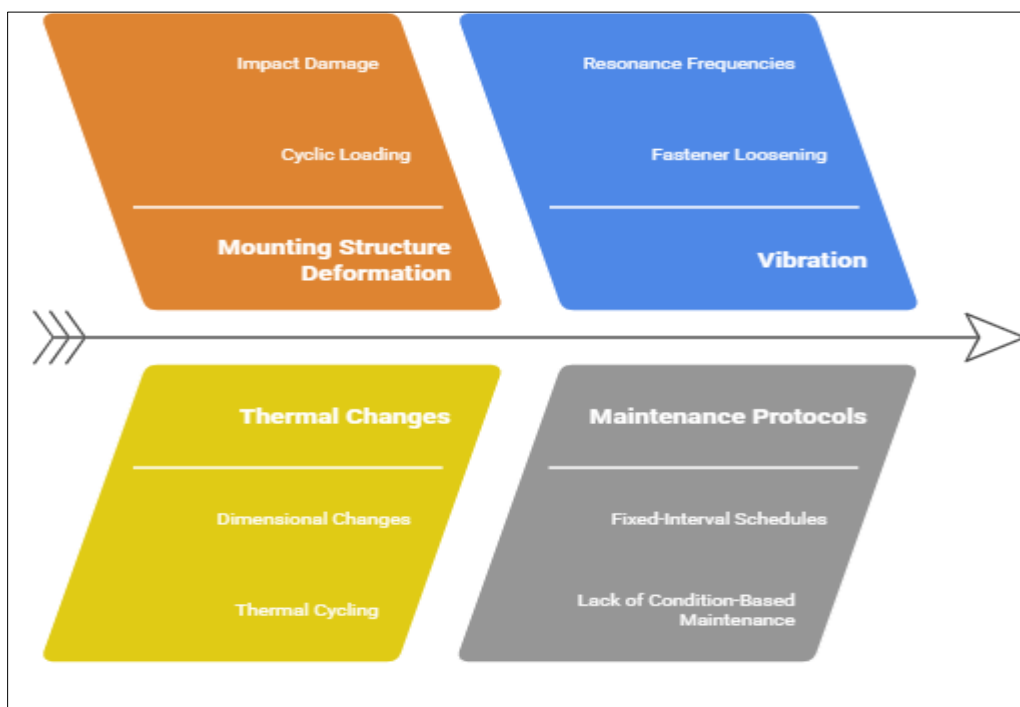 Impact Damage
Cyclic Loading
Mounting Structure
Deformation
Resonance Frequencies
Fastener Loosening
Vibration
Thermal Changes
Dimensional Changes
Thermal Cycling
Maintenance Protocols
Fixed-Interval Schedules
Lack of Condition-Based
Maintenance